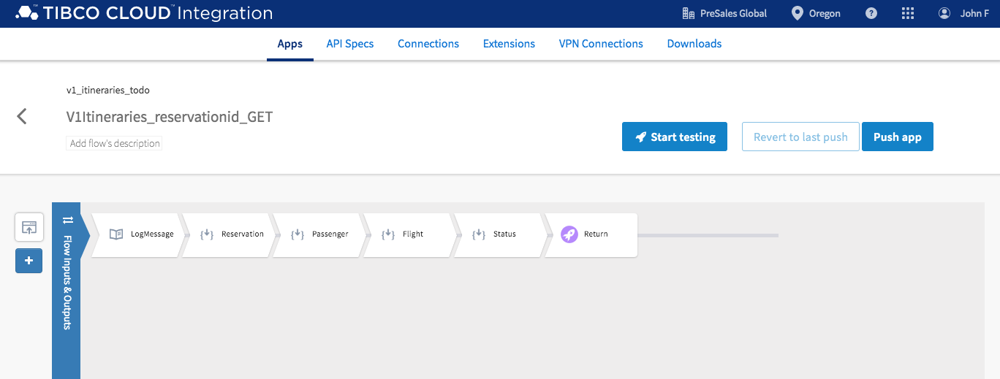 TIBCO CLOUD™ Integration
PreSales Global
Oregon
?
John F
Apps
API Specs
Connections
Extensions
VPN Connections
Downloads
v1_itineraries_todo
V1Itineraries_reservationid_GET
Add flow's description
Start testing
Revert to last push
Push app
Flow Inputs & Outputs
LogMessage
Reservation
Passenger
Flight
Status
Return